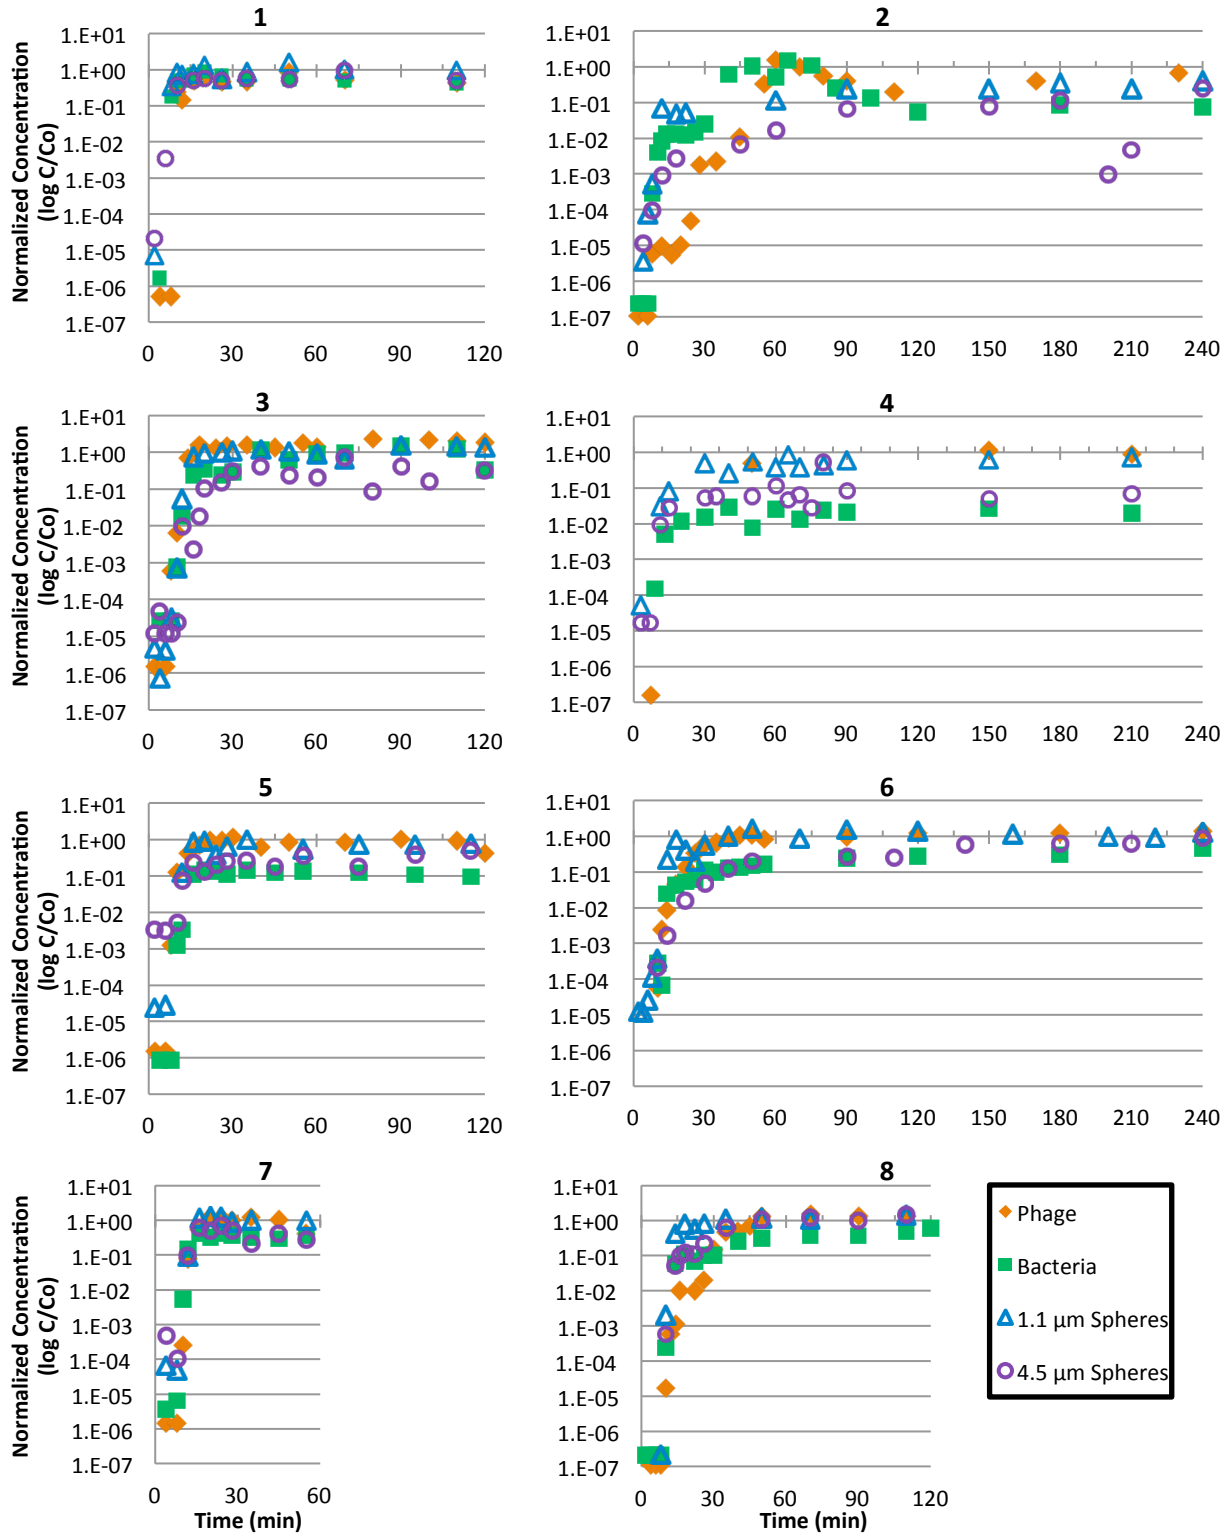 1
Normalized Concentration
(log C/Co)
1.E+01
1.E+00
1.E-01
1.E-02
1.E-03
1.E-04
1.E-05
1.E-06
1.E-07
0 30 60 90 120
2
1.E+01
1.E+00
1.E-01
1.E-02
1.E-03
1.E-04
1.E-05
1.E-06
1.E-07
0 30 60 90 120 150 180 210 240
3
Normalized Concentration
(log C/Co)
1.E+01
1.E+00
1.E-01
1.E-02
1.E-03
1.E-04
1.E-05
1.E-06
1.E-07
0 30 60 90 120
4
1.E+01
1.E+00
1.E-01
1.E-02
1.E-03
1.E-04
1.E-05
1.E-06
1.E-07
0 30 60 90 120 150 180 210 240
5
Normalized Concentration
(log C/Co)
1.E+01
1.E+00
1.E-01
1.E-02
1.E-03
1.E-04
1.E-05
1.E-06
1.E-07
0 30 60 90 120
6
1.E+01
1.E+00
1.E-01
1.E-02
1.E-03
1.E-04
1.E-05
1.E-06
1.E-07
0 30 60 90 120 150 180 210 240
7
Normalized Concentration
(log C/Co)
1.E+01
1.E+00
1.E-01
1.E-02
1.E-03
1.E-04
1.E-05
1.E-06
1.E-07
0 30 60
Time (min)
8
1.E+01
1.E+00
1.E-01
1.E-02
1.E-03
1.E-04
1.E-05
1.E-06
1.E-07
0 30 60 90 120
Time (min)
Phage
Bacteria
1.1 µm Spheres
4.5 µm Spheres